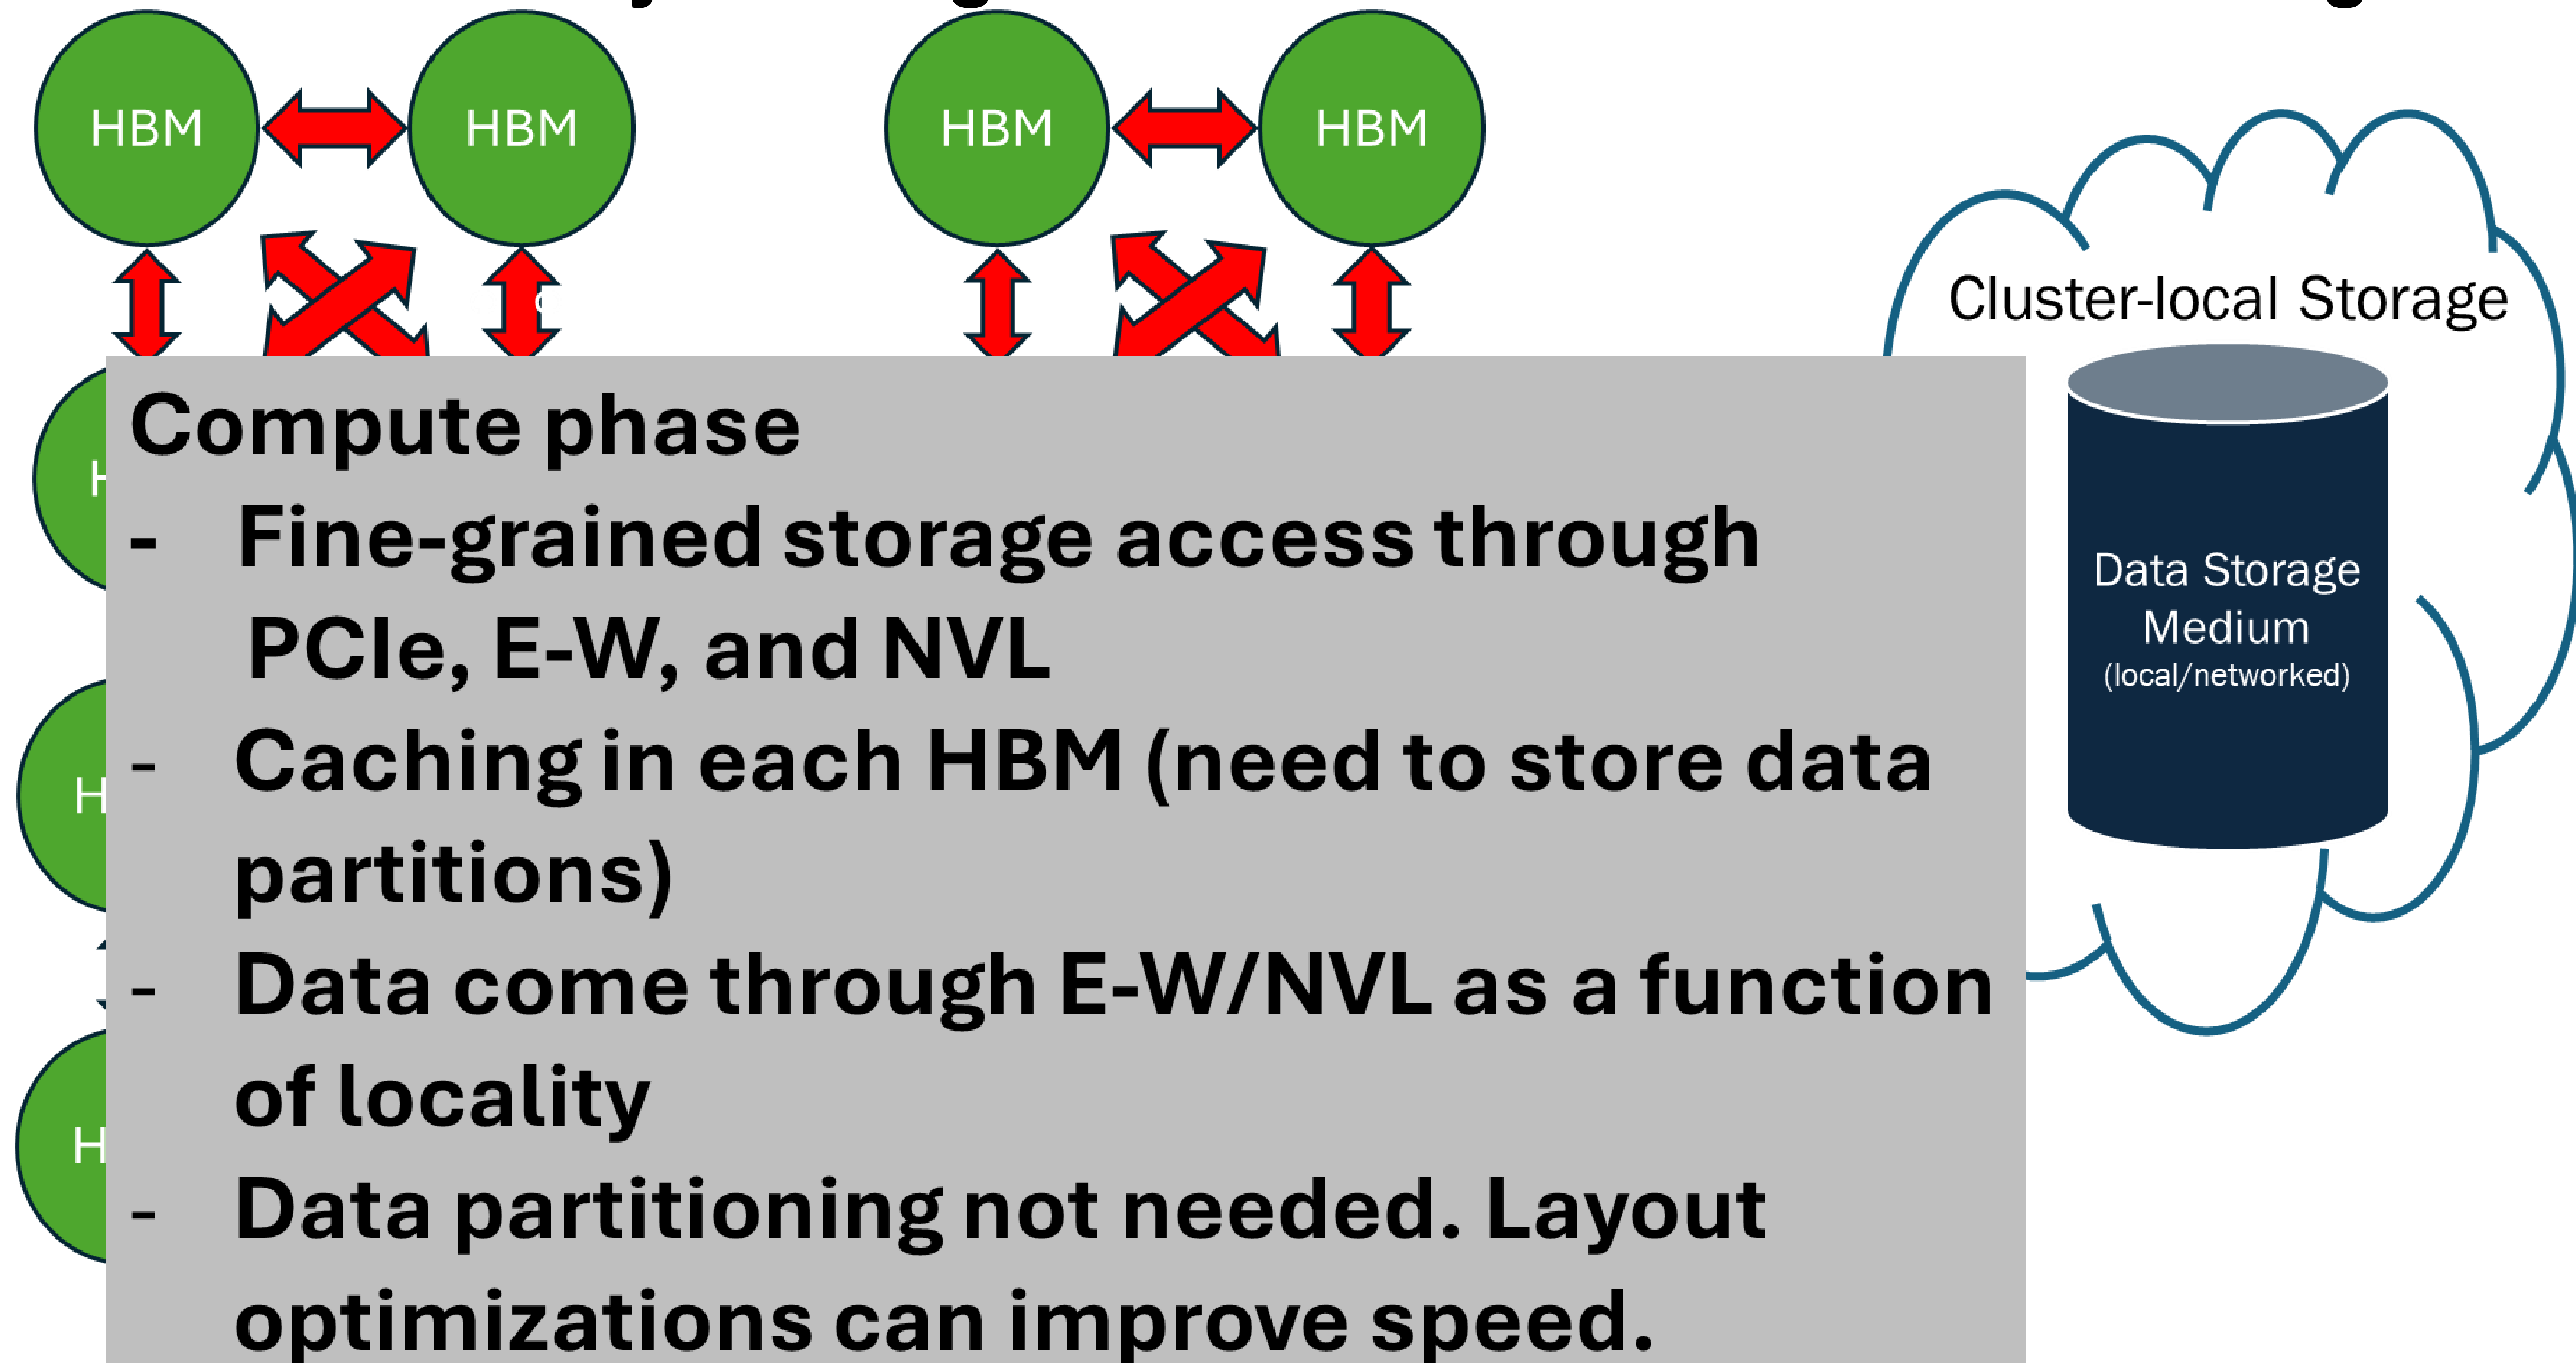 HBM HBM HBM HBM
Cluster-local Storage
Compute phase
- Fine-grained storage access through
PCIe, E-W, and NVL
- Caching in each HBM (need to store data
partitions)
- Data come through E-W/NVL as a function
of locality
- Data partitioning not needed. Layout
optimizations can improve speed.
Data Storage
Medium
(local/networked)